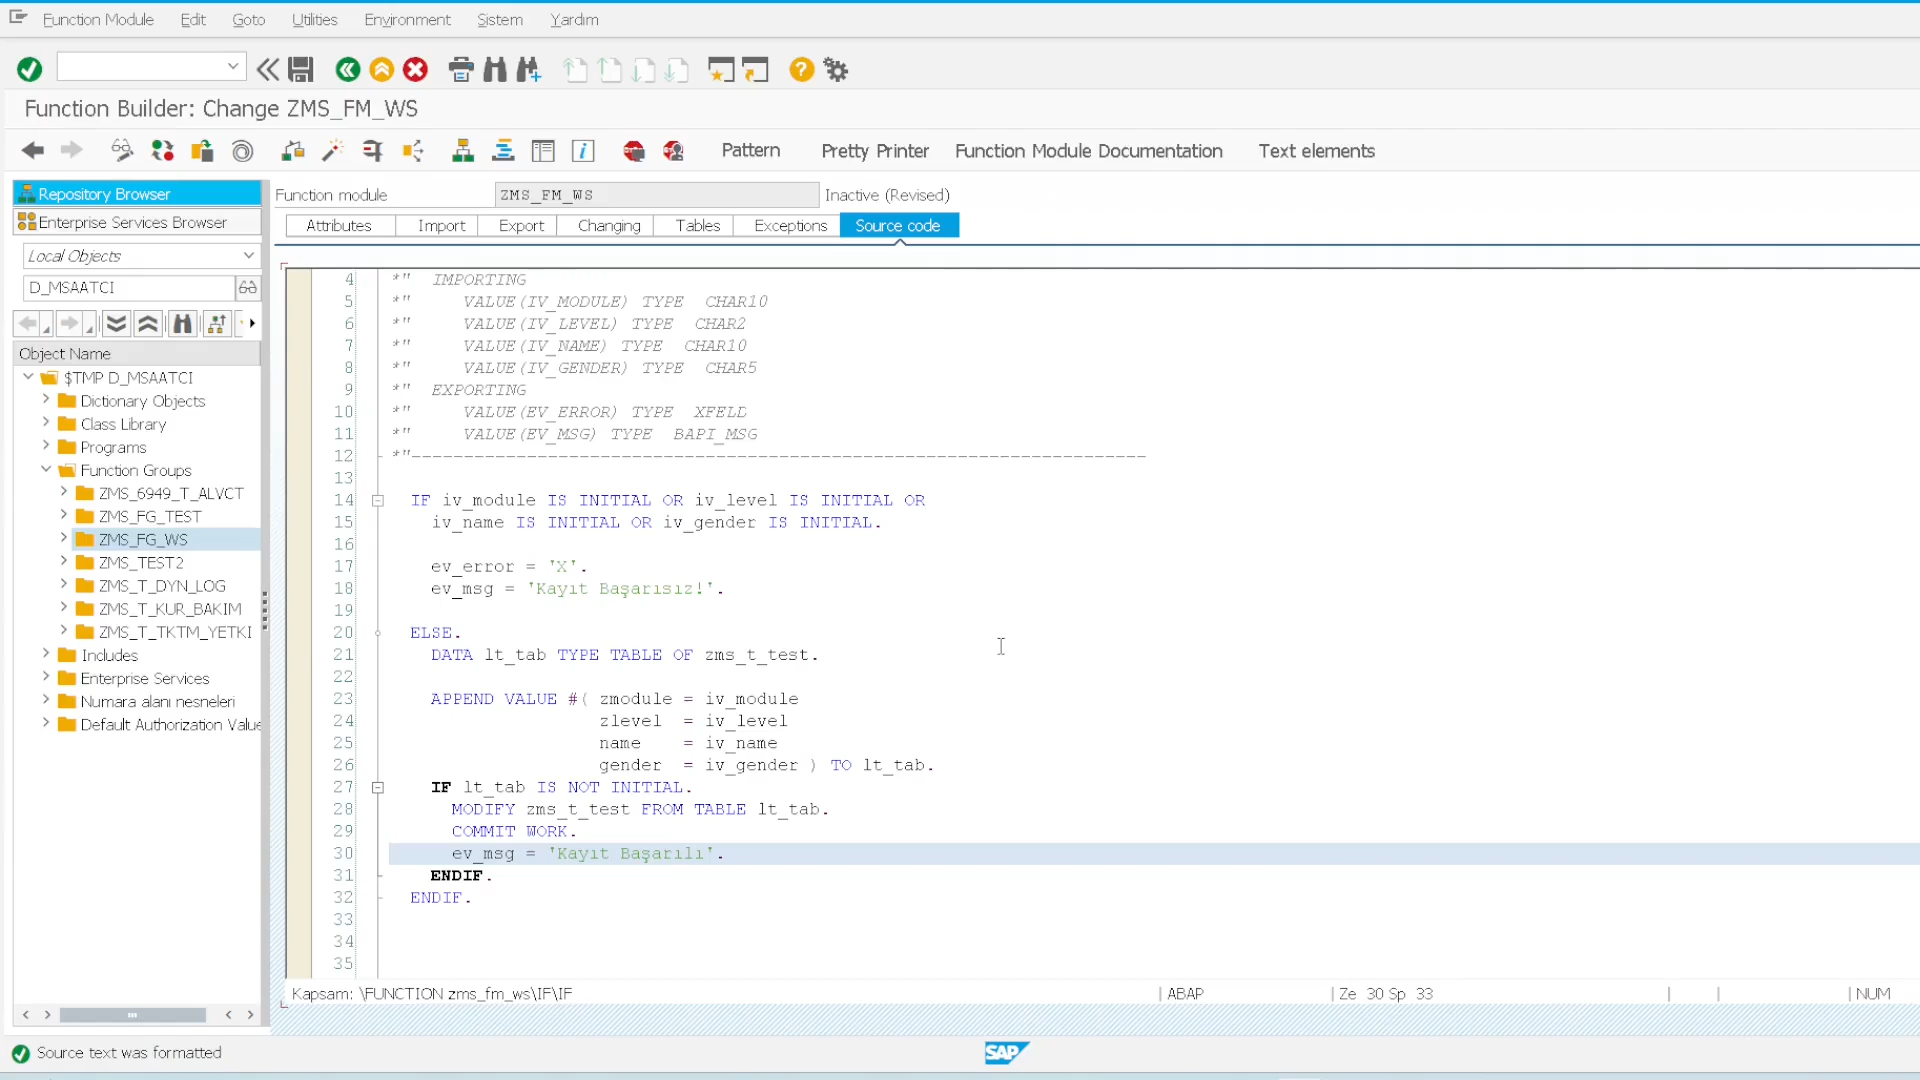 Function Module Edit Goto Utilities Environment Sistem Yardım
Function Builder: Change ZMS_FM_WS
Pattern Pretty Printer Function Module Documentation Text elements
Repository Browser
Enterprise Services Browser
Local Objects
D_MSAATCI
Object Name
$TMP D_MSAATCI
Dictionary Objects
Class Library
Programs
Function Groups
ZMS_6949_T_ALVCT
ZMS_FG_TEST
ZMS_FG_WS
ZMS_TEST2
ZMS_T_DYN_LOG
ZMS_T_KUR_BAKIM
ZMS_T_TKTM_YETKI
Includes
Enterprise Services
Numara alanı nesneleri
Default Authorization Value
Function module ZMS_FM_WS Inactive (Revised)
Attributes Import Export Changing Tables Exceptions Source code
4 *" IMPORTING
5 *" VALUE(IV_MODULE) TYPE CHAR10
6 *" VALUE(IV_LEVEL) TYPE CHAR2
7 *" VALUE(IV_NAME) TYPE CHAR10
8 *" VALUE(IV_GENDER) TYPE CHAR5
9 *" EXPORTING
10 *" VALUE(EV_ERROR) TYPE XFELD
11 *" VALUE(EV_MSG) TYPE BAPI_MSG
12 *"----------------------------------------------------------------------
13
14 IF iv_module IS INITIAL OR iv_level IS INITIAL OR
15 iv_name IS INITIAL OR iv_gender IS INITIAL.
16
17 ev_error = 'X'.
18 ev_msg = 'Kayıt Başarısız!'.
19
20 ELSE.
21 DATA lt_tab TYPE TABLE OF zms_t_test.
22
23 APPEND VALUE #( zmodule = iv_module
24 zlevel = iv_level
25 name = iv_name
26 gender = iv_gender ) TO lt_tab.
27 IF lt_tab IS NOT INITIAL.
28 MODIFY zms_t_test FROM TABLE lt_tab.
29 COMMIT WORK.
30 ev_msg = 'Kayıt Başarılı'.
31 ENDIF.
32 ENDIF.
33
34
35
Kapsam: \FUNCTION zms_fm_ws\IF\IF ABAP Ze 30 Sp 33 NUM
Source text was formatted
SAP